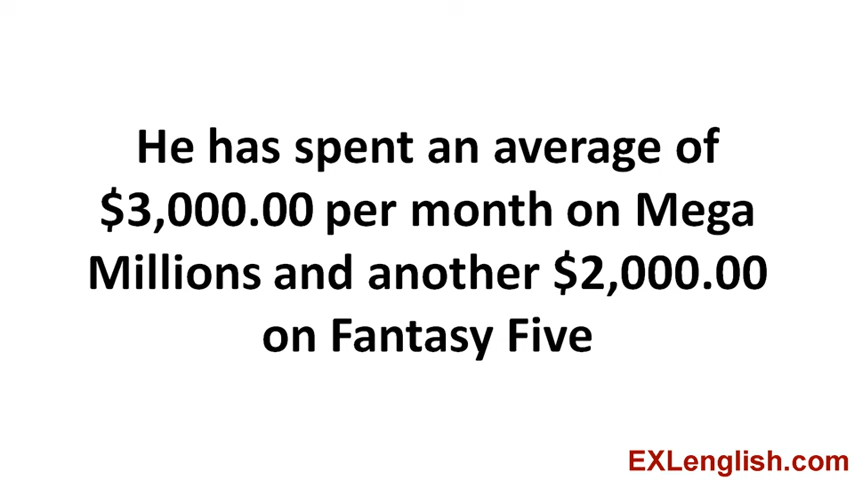 He has spent an average of
$3,000.00 per month on Mega
Millions and another $2,000.00
on Fantasy Five
EXLenglish.com